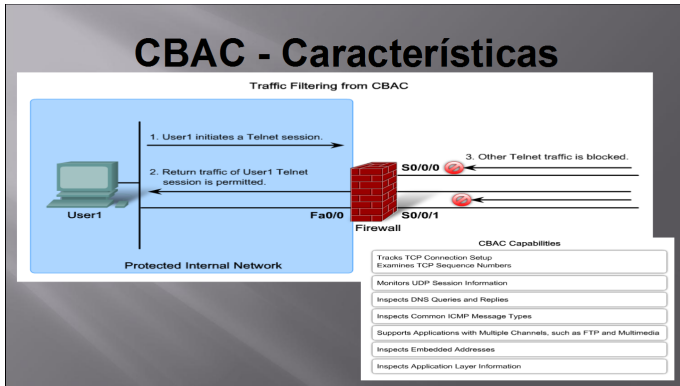 CBAC - Características
Traffic Filtering from CBAC
1. User1 initiates a Telnet session.
2. Return traffic of User1 Telnet
session is permitted.
3. Other Telnet traffic is blocked.
S0/0/0
User1
Fa0/0
S0/0/1
Firewall
Protected Internal Network
CBAC Capabilities
Tracks TCP Connection Setup
Examines TCP Sequence Numbers
Monitors UDP Session Information
Inspects DNS Queries and Replies
Inspects Common ICMP Message Types
Supports Applications with Multiple Channels, such as FTP and Multimedia
Inspects Embedded Addresses
Inspects Application Layer Information